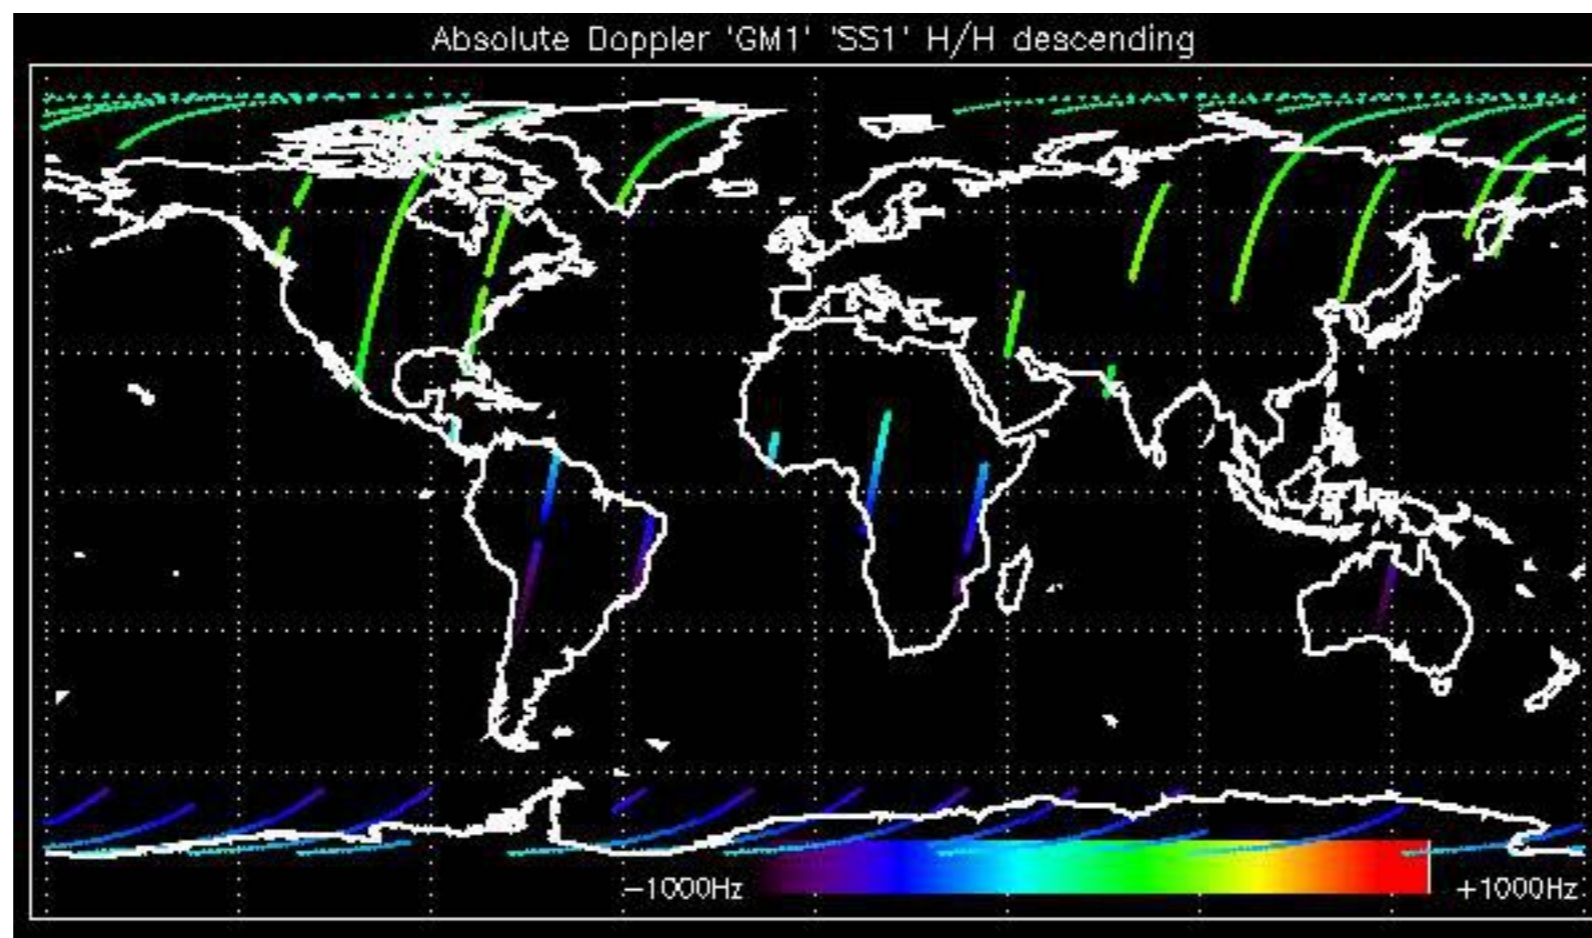 Absolute Doppler 'GM1' 'SS1' H/H descending
−1000Hz
+1000Hz